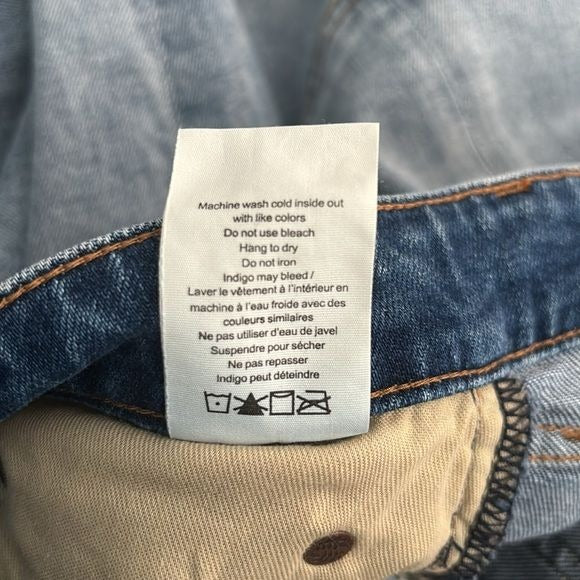 Machine wash cold inside out
with like colors
Do not use bleach
Hang to dry
Do not iron
Indigo may bleed /
Laver le vêtement à l'intérieur en
machine à l'eau froide avec des
couleurs similaires
Ne pas utiliser d'eau de javel
Suspendre pour sécher
Ne pas repasser
Indigo peut déteindre